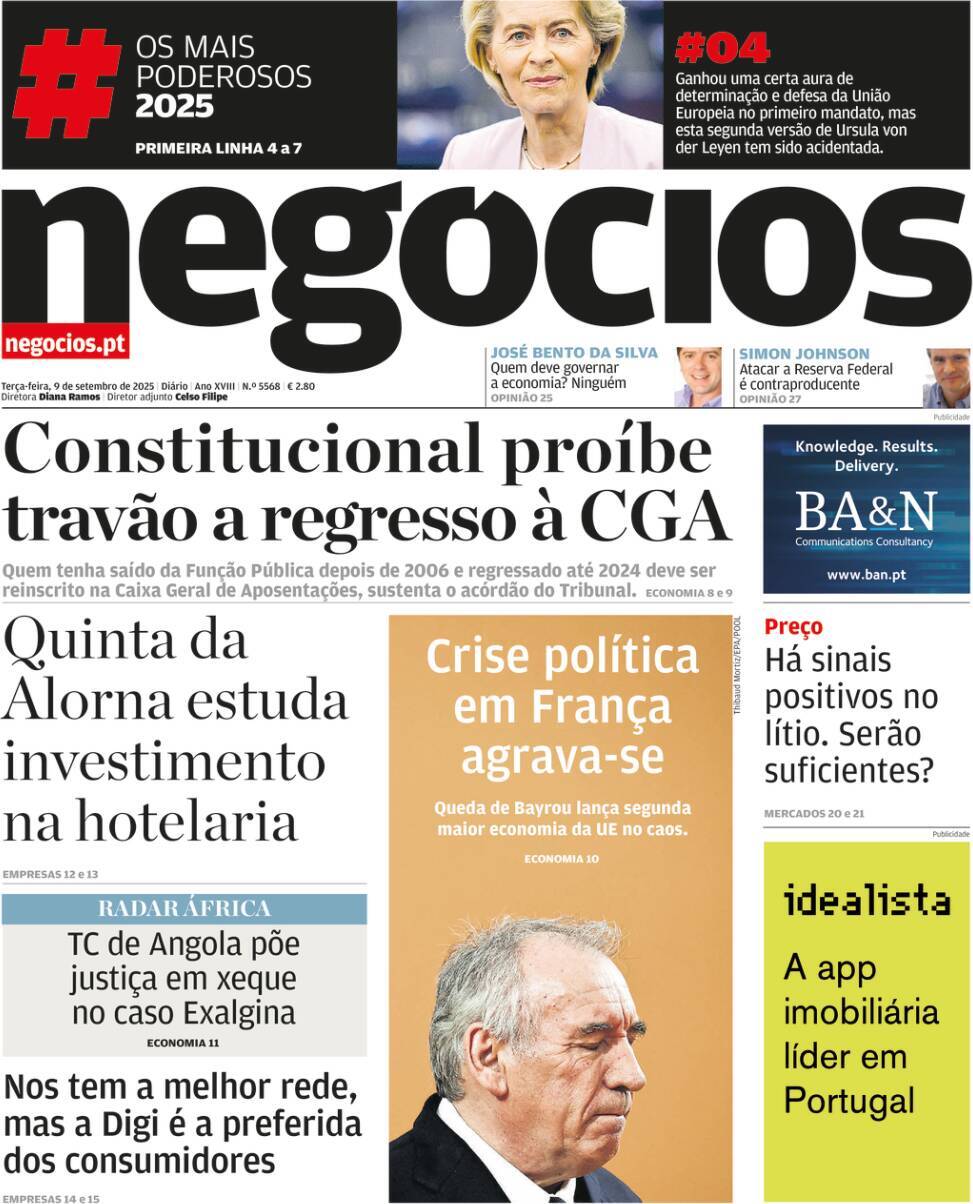 #
OS MAIS
PODEROSOS
2025
PRIMEIRA LINHA 4 a 7
#04
Ganhou uma certa aura de
determinação e defesa da União
Europeia no primeiro mandato, mas
esta segunda versão de Ursula von
der Leyen tem sido acidentada.
negócios
negocios.pt
Terça-feira, 9 de setembro de 2025 | Diário | Ano XVIII | N.º 5568 | € 2.80
Diretora Diana Ramos | Diretor adjunto Celso Filipe
JOSÉ BENTO DA SILVA
Quem deve governar
a economia? Ninguém
OPINIÃO 25
SIMON JOHNSON
Atacar a Reserva Federal
é contraproducente
OPINIÃO 27
Constitucional proíbe
travão a regresso à CGA
Quem tenha saído da Função Pública depois de 2006 e regressado até 2024 deve ser
reinscrito na Caixa Geral de Aposentações, sustenta o acórdão do Tribunal. ECONOMIA 8 e 9
Publicidade
Knowledge. Results.
Delivery.
BA&N
Communications Consultancy
www.ban.pt
Quinta da
Alorna estuda
investimento
na hotelaria
EMPRESAS 12 e 13
RADAR ÁFRICA
TC de Angola põe
justiça em xeque
no caso Exalgina
ECONOMIA 11
Nos tem a melhor rede,
mas a Digi é a preferida
dos consumidores
EMPRESAS 14 e 15
Crise política
em França
agrava-se
Queda de Bayrou lança segunda
maior economia da UE no caos.
ECONOMIA 10
Thibaud Mortiz/EPA/POOL
Preço
Há sinais
positivos no
lítio. Serão
suficientes?
MERCADOS 20 e 21
Publicidade
idealista
A app
imobiliária
líder em
Portugal